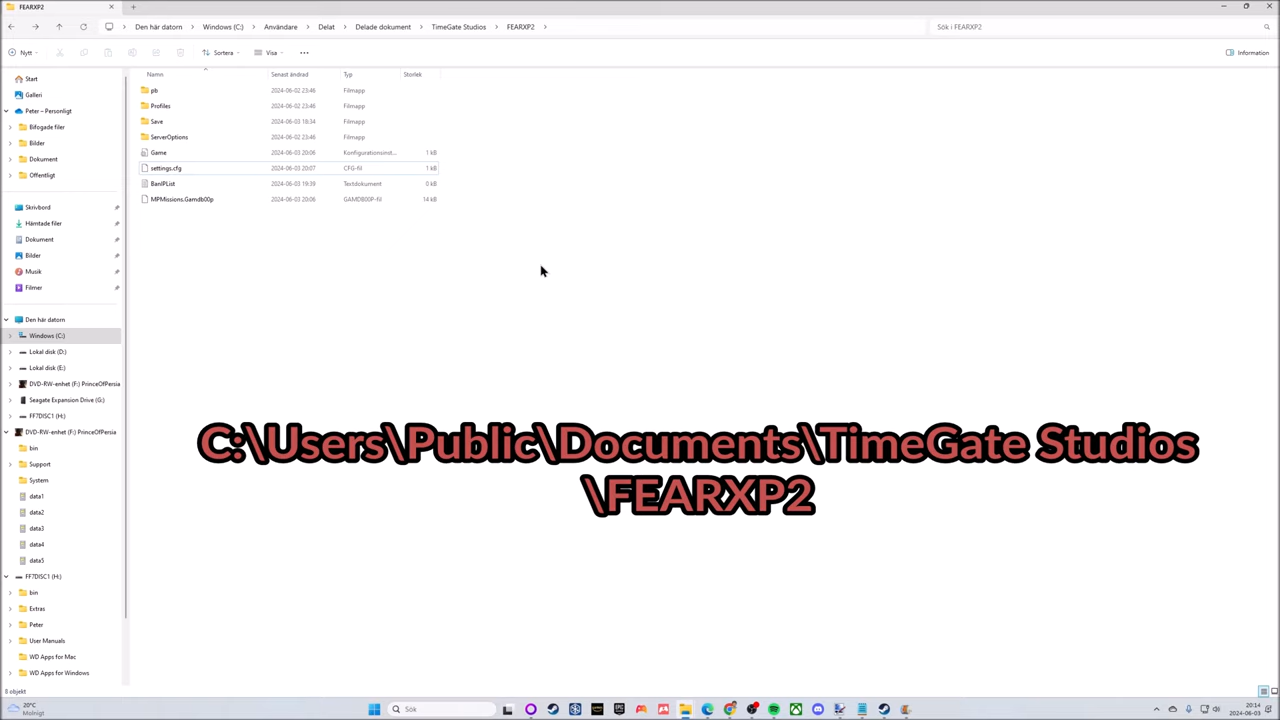 FEARXP2
Den här datorn
Windows (C:)
Användare
Delat
Delade dokument
TimeGate Studios
FEARXP2
Sök i FEARXP2
Nytt
Sortera
Visa
Information
Start
Galleri
Peter – Personligt
Bifogade filer
Bilder
Dokument
Offentligt
Skrivbord
Hämtade filer
Dokument
Bilder
Musik
Filmer
Den här datorn
Windows (C:)
Lokal disk (D:)
Lokal disk (E:)
DVD-RW-enhet (F:) PrinceOfPersia
Seagate Expansion Drive (G:)
FF7DISC1 (H:)
DVD-RW-enhet (F:) PrinceOfPersia
bin
Support
System
data1
data2
data3
data4
data5
FF7DISC1 (H:)
bin
Extras
Peter
User Manuals
WD Apps for Mac
WD Apps for Windows
Namn Senast ändrad Typ Storlek
pb 2024-06-02 23:46 Filmapp
Profiles 2024-06-02 23:46 Filmapp
Save 2024-06-03 18:34 Filmapp
ServerOptions 2024-06-02 23:46 Filmapp
Game 2024-06-03 20:06 Konfigurationsinst... 1 kB
settings.cfg 2024-06-03 20:07 CFG-fil 1 kB
BanIPList 2024-06-03 19:39 Textdokument 0 kB
MPMissions.Gamdb00p 2024-06-03 20:06 GAMDB00P-fil 14 kB
C:\Users\Public\Documents\TimeGate Studios
\FEARXP2
8 objekt
20°C
Molnigt
Sök
20:14
2024-06-03